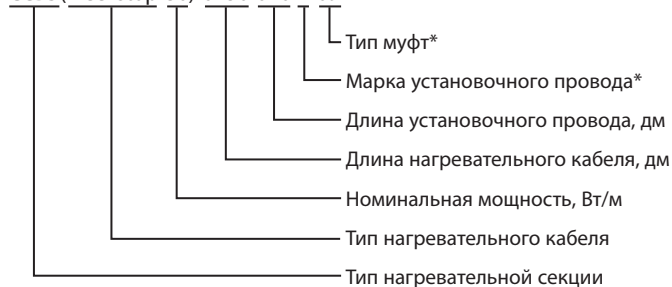 Тип муфт*
Марка установочного провода*
Длина установочного провода, дм
Длина нагревательного кабеля, дм
Номинальная мощность, Вт/м
Тип нагревательного кабеля
Тип нагревательной секции